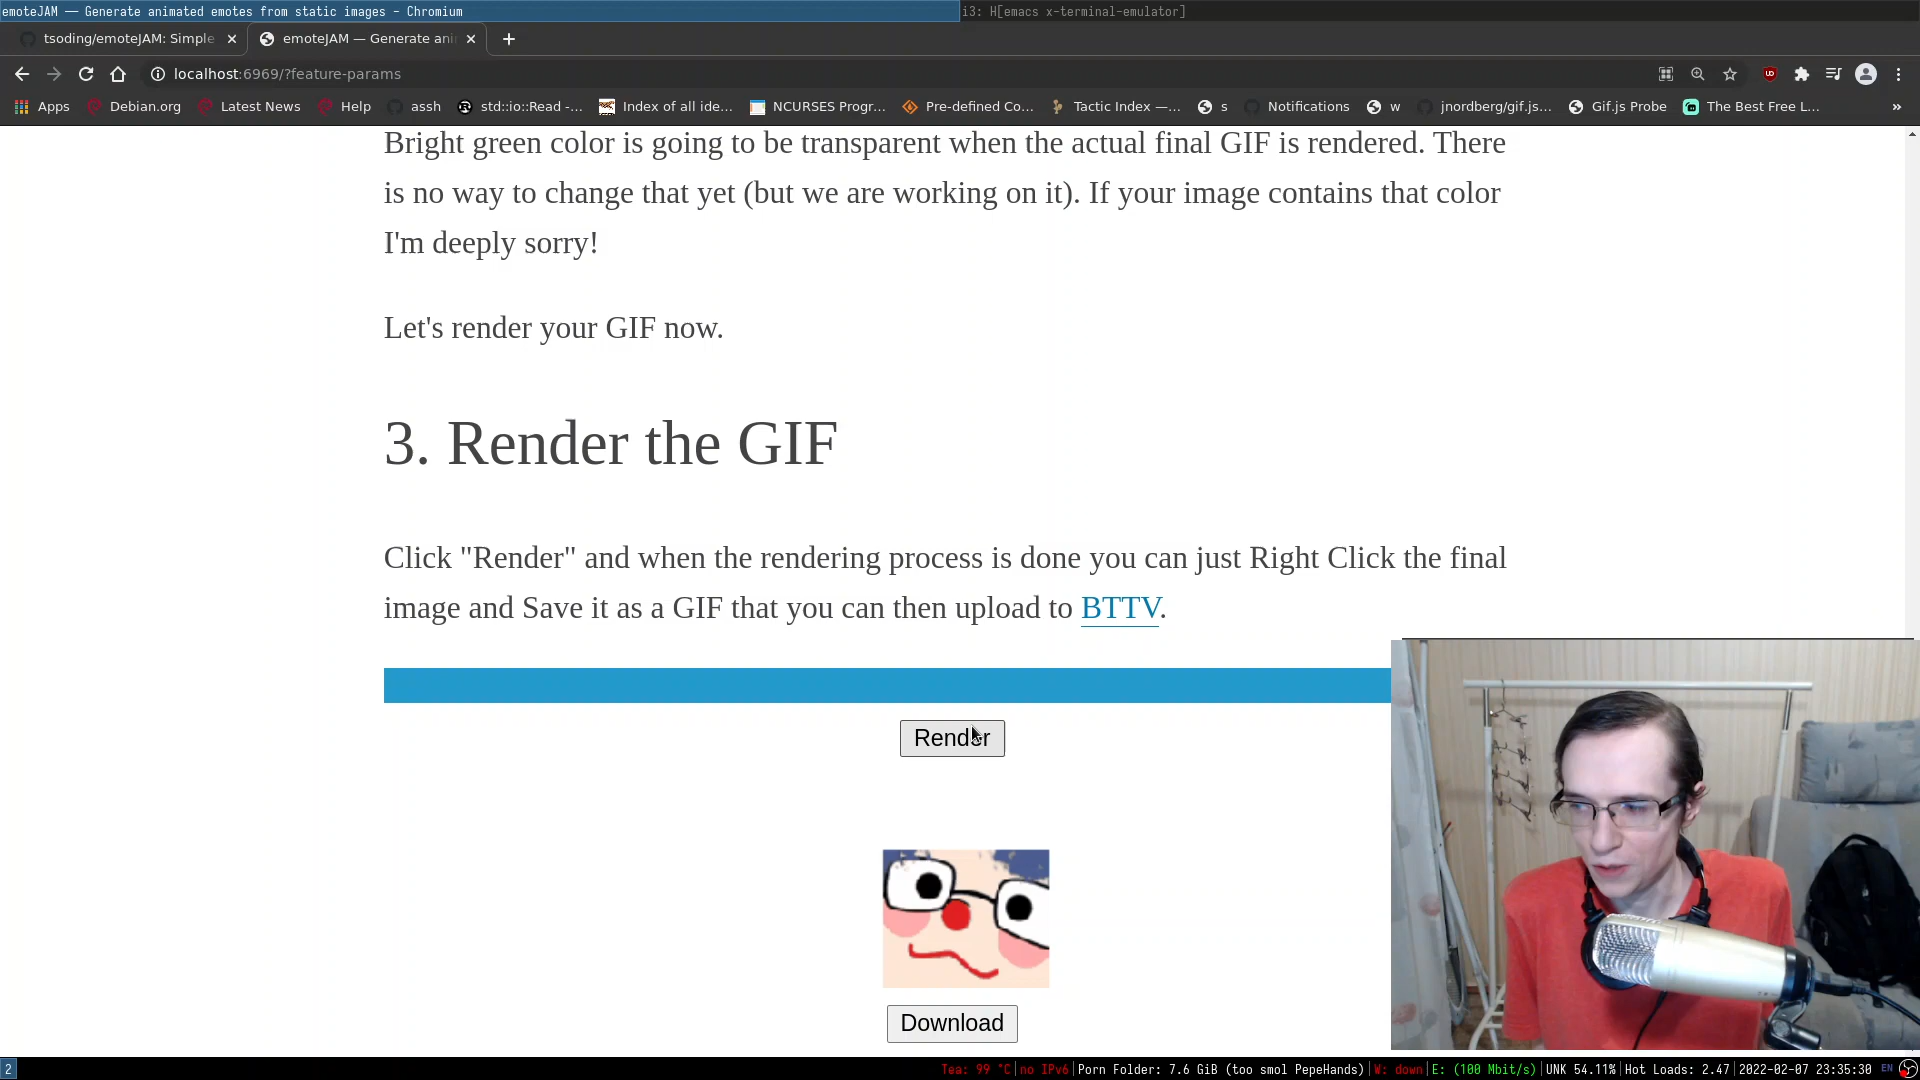 emoteJAM — Generate animated emotes from static images - Chromium
i3: H[emacs x-terminal-emulator]
tsoding/emoteJAM: Simple
emoteJAM — Generate ani
localhost:6969/?feature-params
Apps
Debian.org
Latest News
Help
assh
std::io::Read -...
Index of all ide...
NCURSES Progr...
Pre-defined Co...
Tactic Index —...
s
Notifications
w
jnordberg/gif.js...
Gif.js Probe
The Best Free L...
»
Bright green color is going to be transparent when the actual final GIF is rendered. There
is no way to change that yet (but we are working on it). If your image contains that color
I'm deeply sorry!
Let's render your GIF now.
3. Render the GIF
Click "Render" and when the rendering process is done you can just Right Click the final
image and Save it as a GIF that you can then upload to BTTV.
Render
Download
2
Tea: 99 °C|no IPv6|Porn Folder: 7.6 GiB (too smol PepeHands)|W: down|E: (100 Mbit/s)|UNK 54.11%|Hot Loads: 2.47|2022-02-07 23:35:30 EN